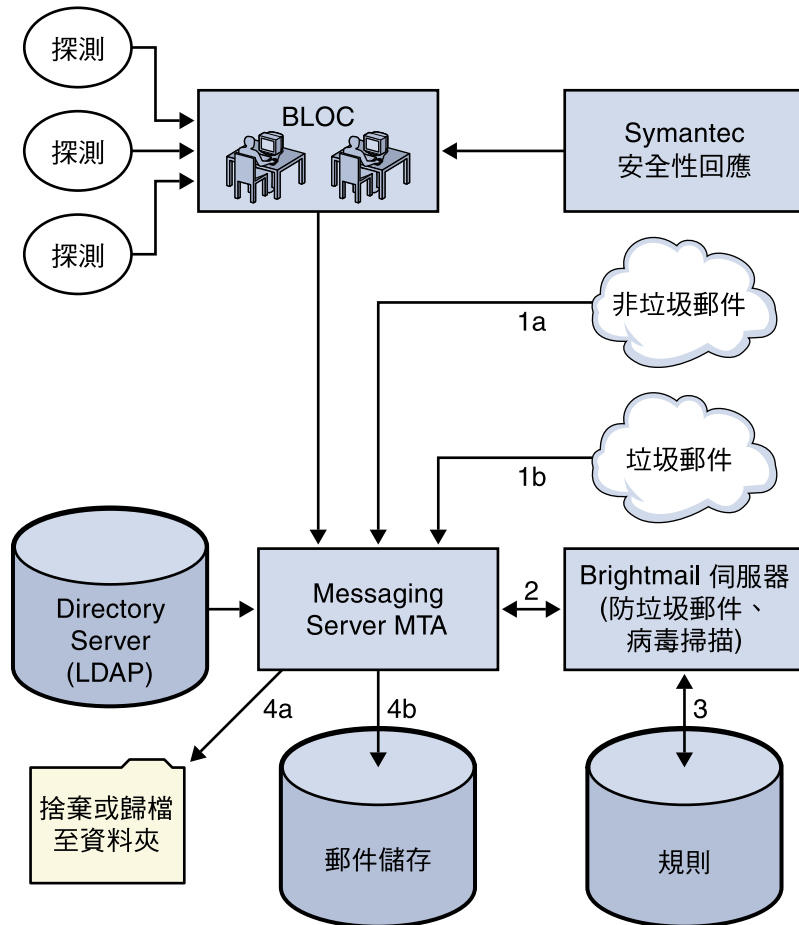 探測
探測
探測
BLOC
Symantec
安全性回應
非垃圾郵件
1a
垃圾郵件
1b
Directory
Server
(LDAP)
Messaging
Server MTA
2
Brightmail 伺服器
(防垃圾郵件、
病毒掃描)
4a
4b
3
捨棄或歸檔
至資料夾
郵件儲存
規則